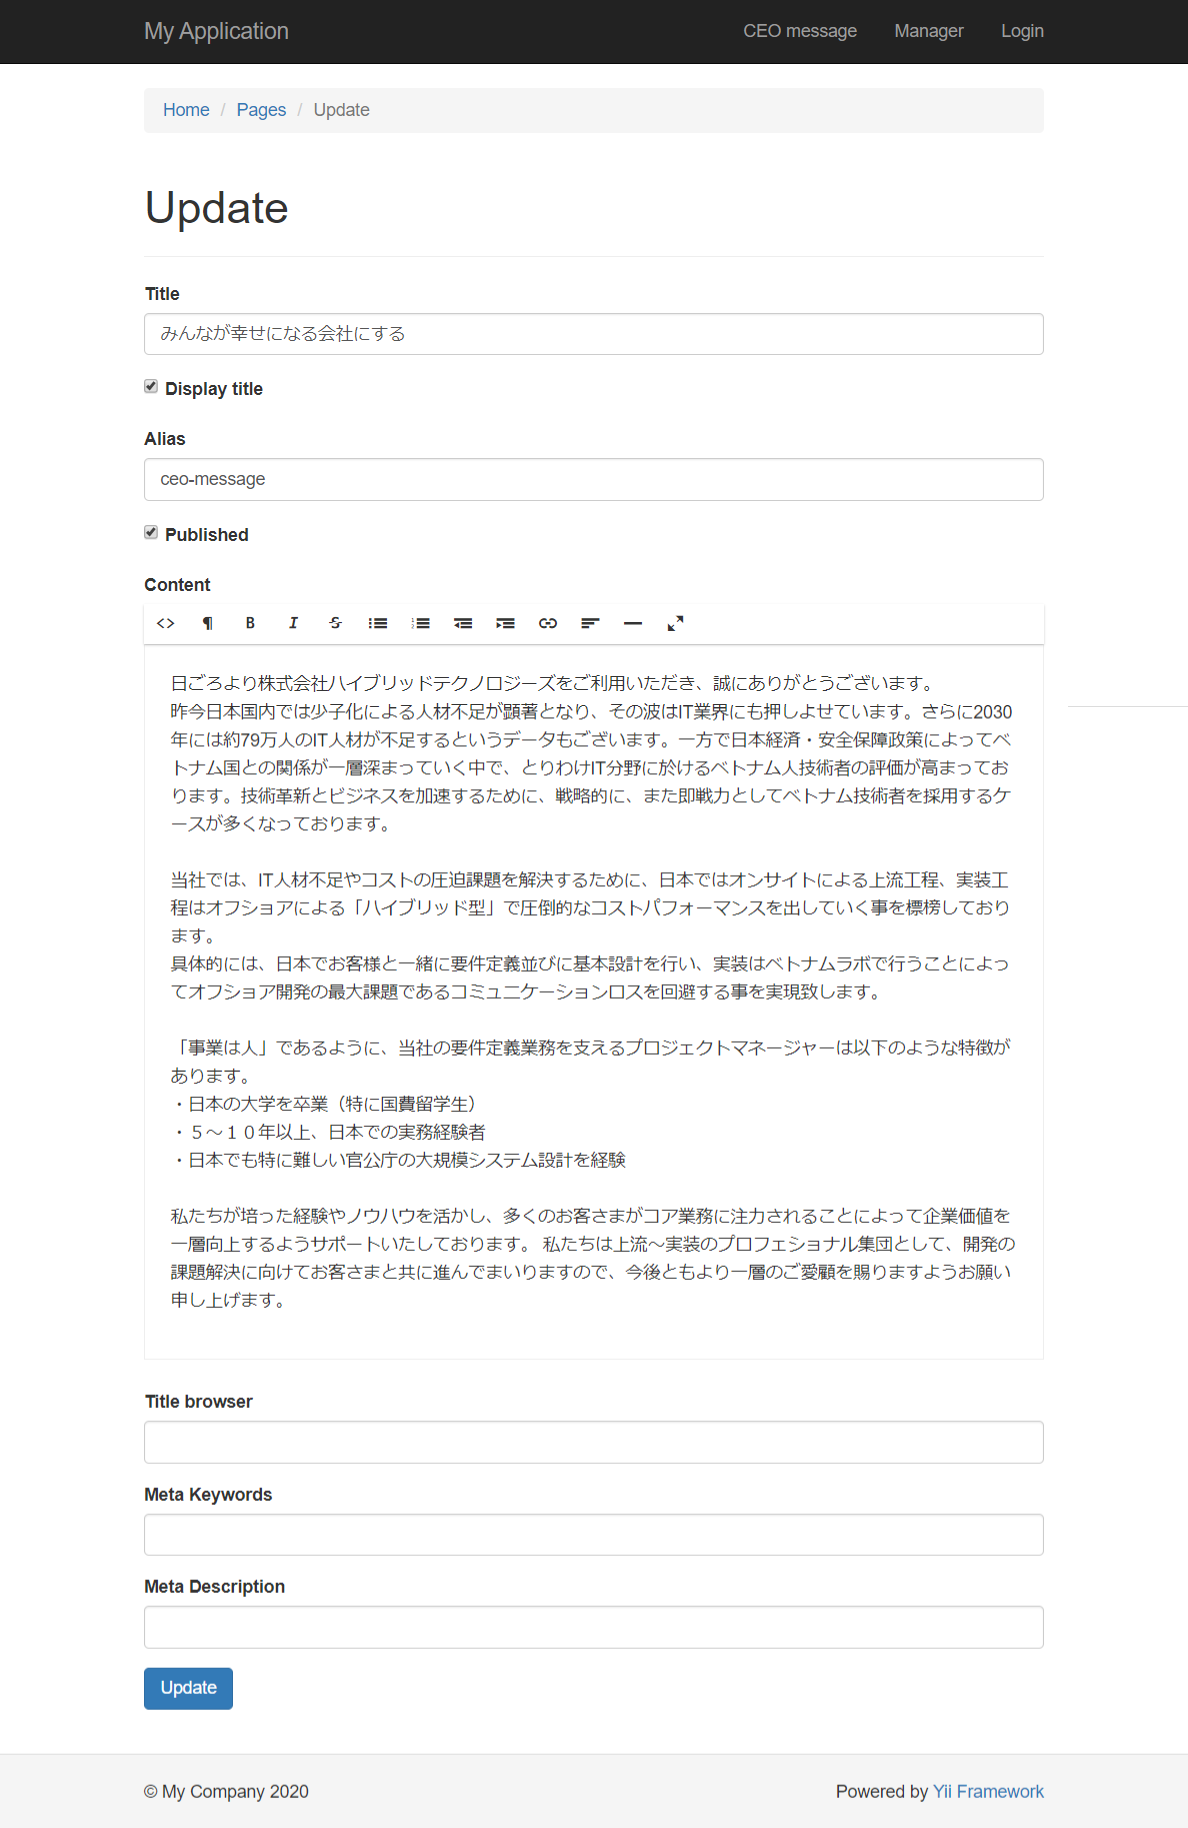 My Application CEO message Manager Login
Home / Pages / Update
Update
Title
みんなが幸せになる会社にする
Display title
Alias
ceo-message
Published
Content
日ごろより株式会社ハイブリッドテクノロジーズをご利用いただき、誠にありがとうございます。
昨今日本国内では少子化による人材不足が顕著となり、その波はIT業界にも押しよせています。さらに2030
年には約79万人のIT人材が不足するというデータもございます。一方で日本経済・安全保障政策によってベ
トナム国との関係が一層深まっていく中で、とりわけIT分野に於けるベトナム人技術者の評価が高まってお
ります。技術革新とビジネスを加速するために、戦略的に、また即戦力としてベトナム技術者を採用するケ
ースが多くなっております。
当社では、IT人材不足やコストの圧迫課題を解決するために、日本ではオンサイトによる上流工程、実装工
程はオフショアによる「ハイブリッド型」で圧倒的なコストパフォーマンスを出していく事を標榜しており
ます。
具体的には、日本でお客様と一緒に要件定義並びに基本設計を行い、実装はベトナムラボで行うことによっ
てオフショア開発の最大課題であるコミュニケーションロスを回避する事を実現致します。
「事業は人」であるように、当社の要件定義業務を支えるプロジェクトマネージャーは以下のような特徴が
あります。
・日本の大学を卒業（特に国費留学生）
・５～１０年以上、日本での実務経験者
・日本でも特に難しい官公庁の大規模システム設計を経験
私たちが培った経験やノウハウを活かし、多くのお客さまがコア業務に注力されることによって企業価値を
一層向上するようサポートいたしております。 私たちは上流～実装のプロフェショナル集団として、開発の
課題解決に向けてお客さまと共に進んでまいりますので、今後ともより一層のご愛顧を賜りますようお願い
申し上げます。
Title browser
Meta Keywords
Meta Description
Update
© My Company 2020 Powered by Yii Framework